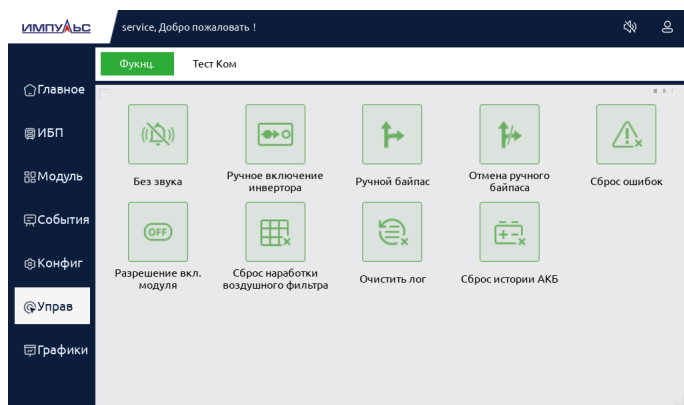 ИМПУЛЬС
service, Добро пожаловать !
Фукнц.
Тест Ком
Главное
ИБП
Модуль
События
Конфиг
Управ
Графики
Без звука
Ручное включение
инвертора
Ручной байпас
Отмена ручного
байпаса
Сброс ошибок
OFF
Разрешение вкл.
модуля
Сброс наработки
воздушного фильтра
Очистить лог
Сброс истории АКБ